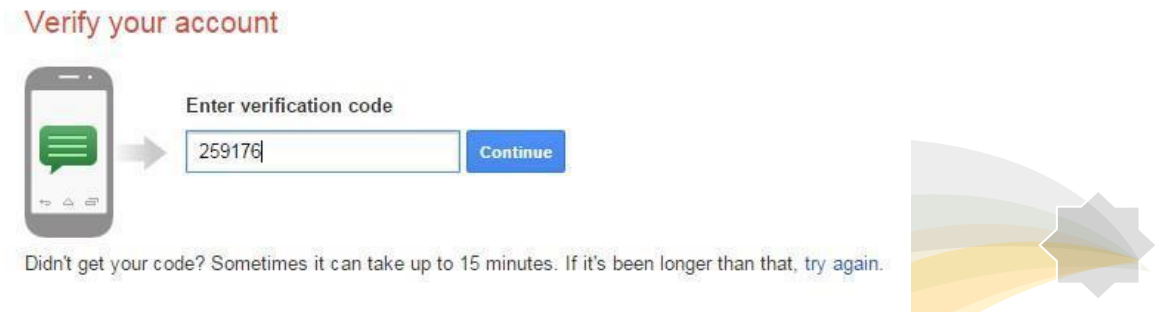 Verify your account
Enter verification code
259176
Continue
Didn't get your code? Sometimes it can take up to 15 minutes. If it's been longer than that, try again.